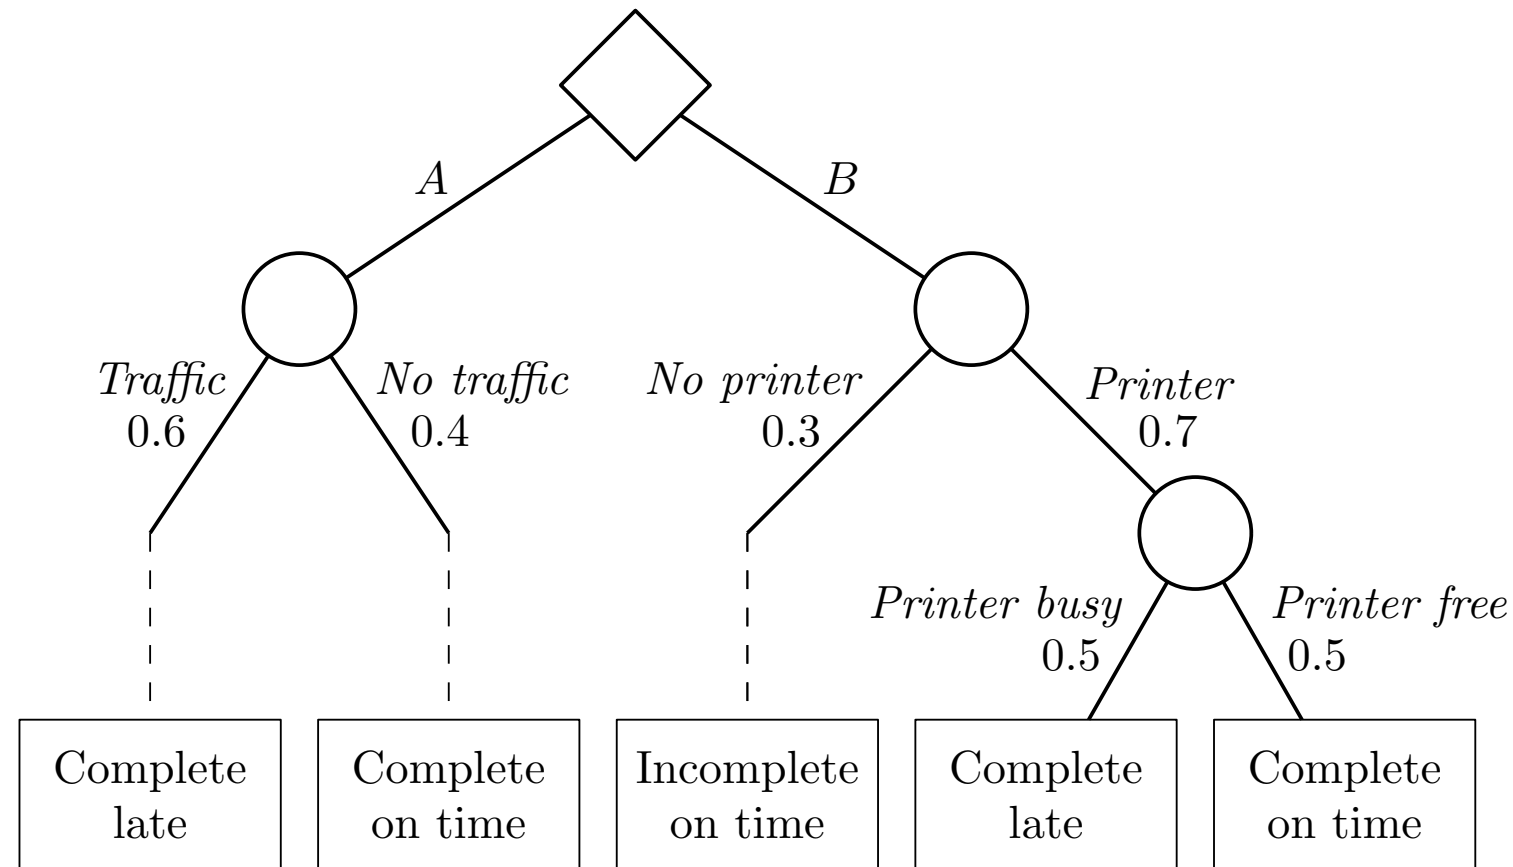 A
B
Traffic
0.6
No traffic
0.4
No printer
0.3
Printer
0.7
Printer busy
0.5
Printer free
0.5
Complete
late
Complete
on time
Incomplete
on time
Complete
late
Complete
on time